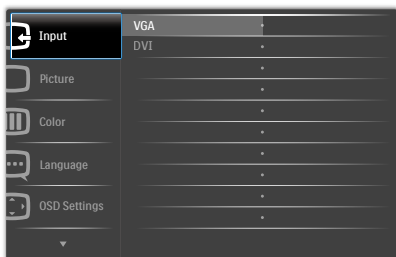 Input
VGA
DVI
Picture
Color
Language
OSD Settings